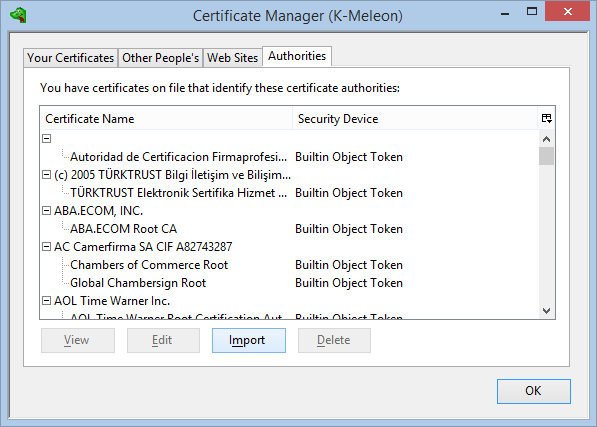 Certificate Manager (K-Meleon)
Your Certificates Other People's Web Sites Authorities
You have certificates on file that identify these certificate authorities:
Certificate Name Security Device
Autoridad de Certificacion Firmaprofesi... Builtin Object Token
(c) 2005 TÜRKTRUST Bilgi İletişim ve Bilişim...
TÜRKTRUST Elektronik Sertifika Hizmet ... Builtin Object Token
ABA.ECOM, INC.
ABA.ECOM Root CA Builtin Object Token
AC Camerfirma SA CIF A82743287
Chambers of Commerce Root Builtin Object Token
Global Chambersign Root Builtin Object Token
AOL Time Warner Inc.
AOL Time Warner Root Certification Aut... Builtin Object Token
View Edit Import Delete
OK